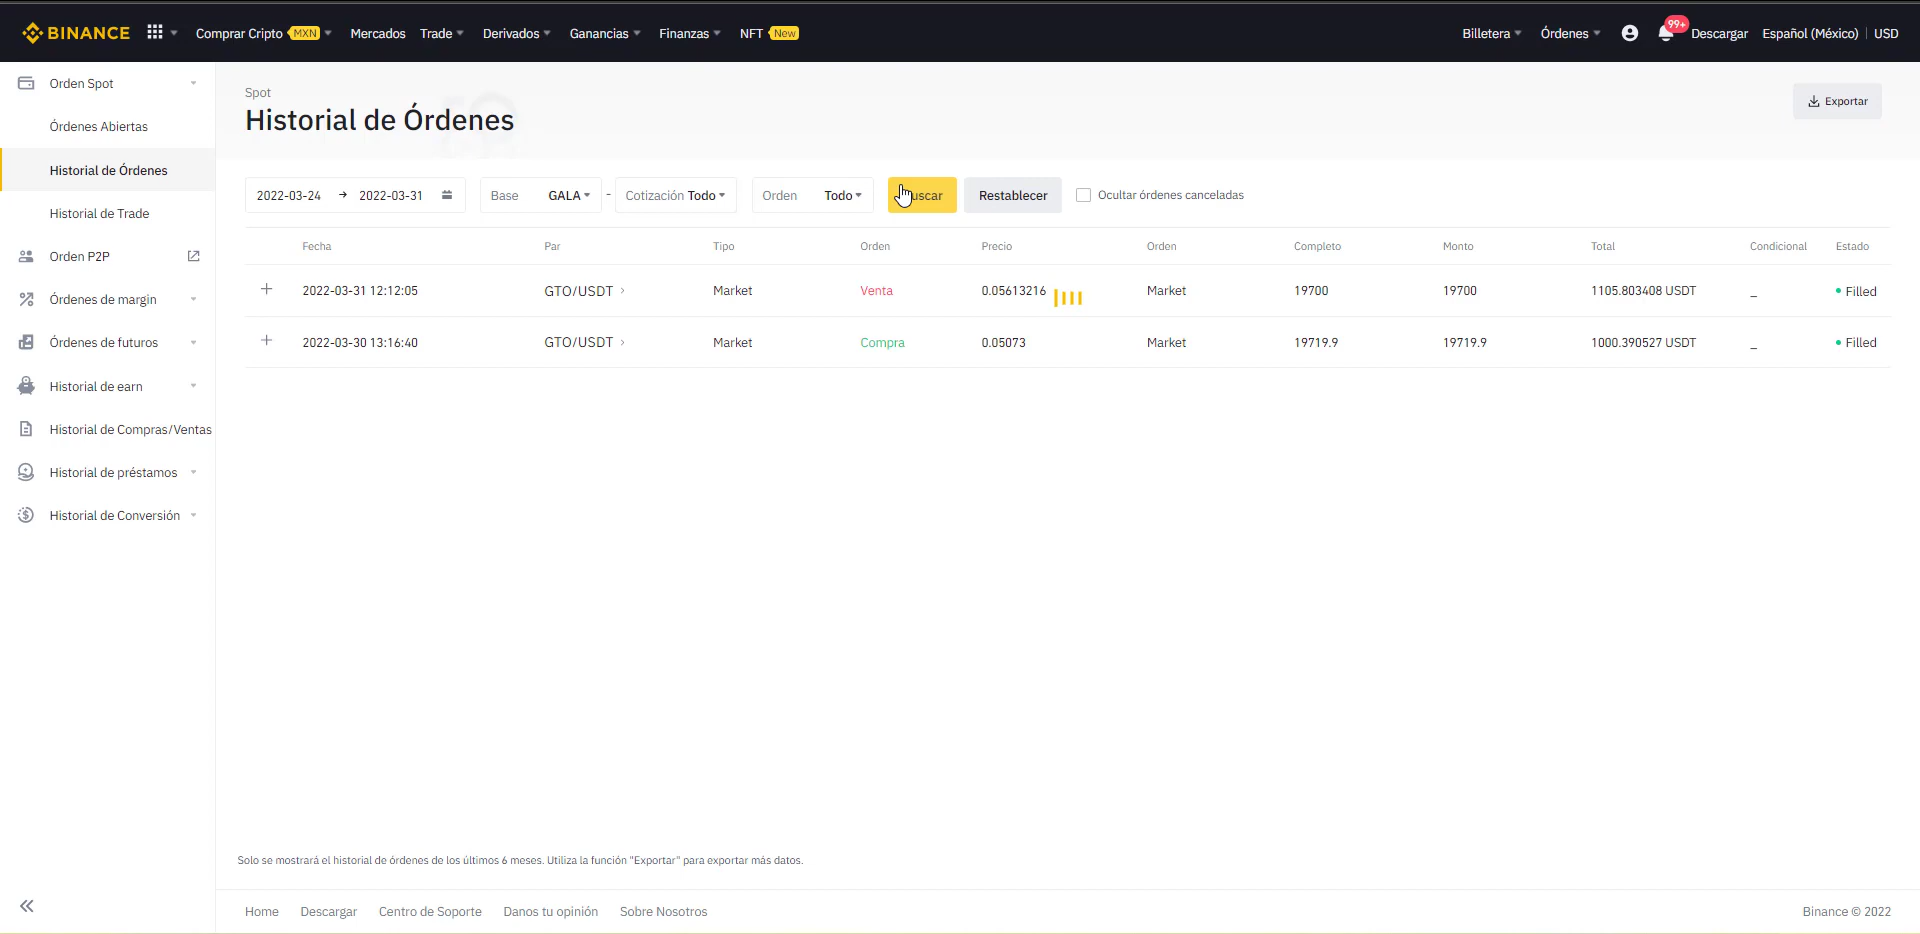 BINANCE Comprar Cripto MXN Mercados Trade Derivados Ganancias Finanzas NFT New Billetera Órdenes 99+ Descargar Español (México) USD
Orden Spot
Órdenes Abiertas
Historial de Órdenes
Historial de Trade
Orden P2P
Órdenes de margin
Órdenes de futuros
Historial de earn
Historial de Compras/Ventas
Historial de préstamos
Historial de Conversión
Spot
Historial de Órdenes
Exportar
2022-03-24 → 2022-03-31 Base GALA - Cotización Todo Orden Todo Restablecer Ocultar órdenes canceladas
Fecha Par Tipo Orden Precio Orden Completo Monto Total Condicional Estado
2022-03-31 12:12:05 GTO/USDT Market Venta 0.05613216 Market 19700 19700 1105.803408 USDT _ Filled
2022-03-30 13:16:40 GTO/USDT Market Compra 0.05073 Market 19719.9 19719.9 1000.390527 USDT _ Filled
Solo se mostrará el historial de órdenes de los últimos 6 meses. Utiliza la función "Exportar" para exportar más datos.
Home Descargar Centro de Soporte Danos tu opinión Sobre Nosotros Binance © 2022